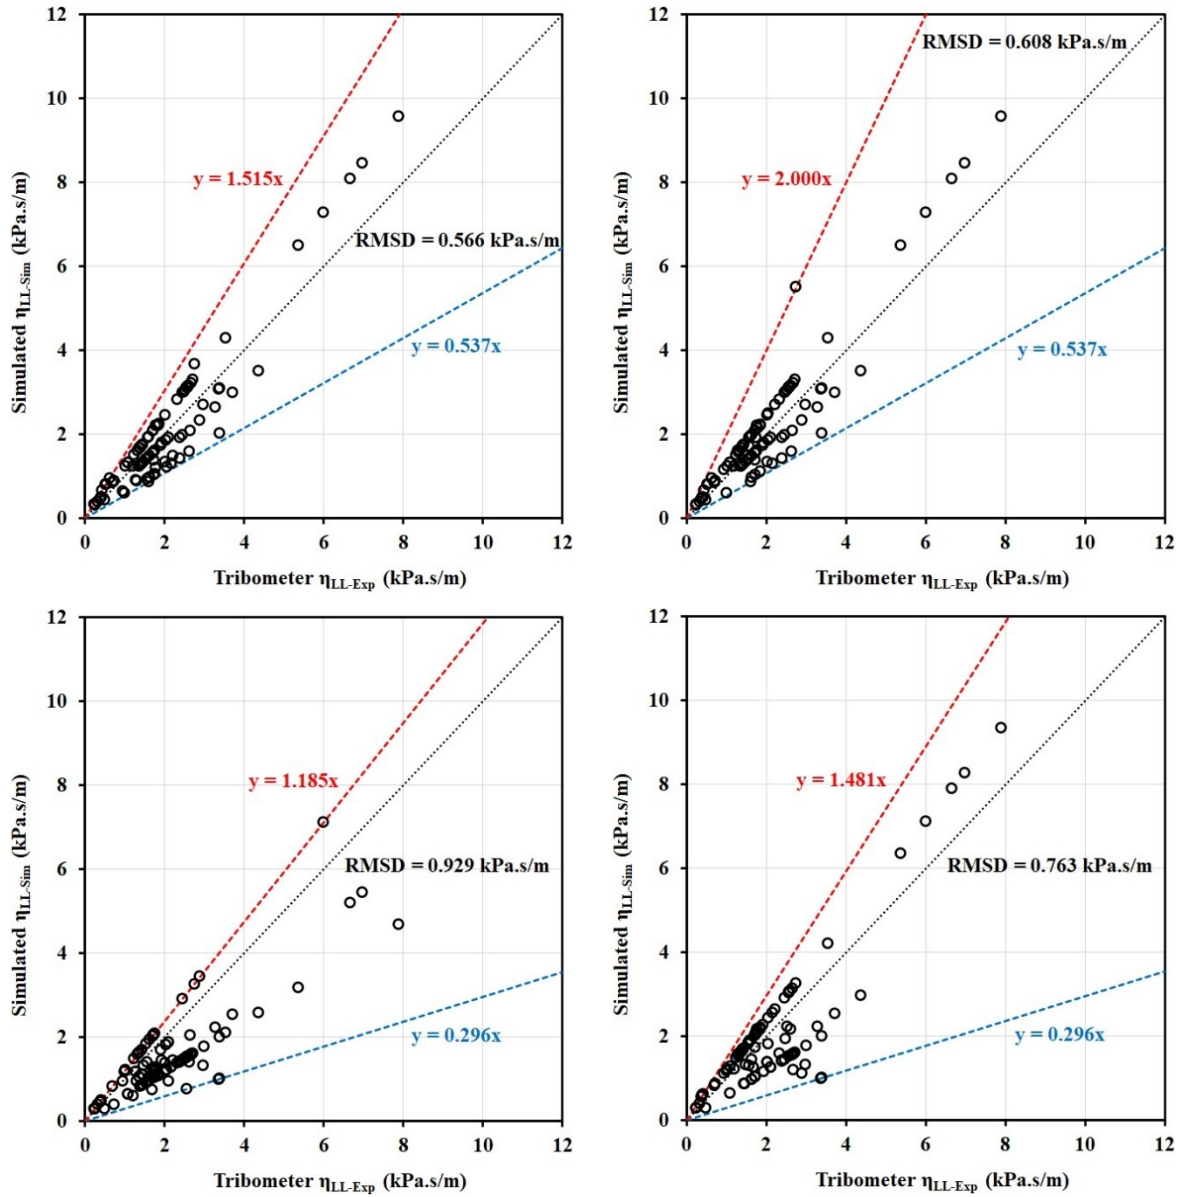 12
10
8
6
4
2
0
Simulated ηLL-Sim (kPa.s/m)
y = 1.515x
RMSD = 0.566 kPa.s/m
y = 0.537x
0 2 4 6 8 10 12
Tribometer ηLL-Exp (kPa.s/m)
12
10
8
6
4
2
0
Simulated ηLL-Sim (kPa.s/m)
RMSD = 0.608 kPa.s/m
y = 2.000x
y = 0.537x
0 2 4 6 8 10 12
Tribometer ηLL-Exp (kPa.s/m)
12
10
8
6
4
2
0
Simulated ηLL-Sim (kPa.s/m)
y = 1.185x
RMSD = 0.929 kPa.s/m
y = 0.296x
0 2 4 6 8 10 12
Tribometer ηLL-Exp (kPa.s/m)
12
10
8
6
4
2
0
Simulated ηLL-Sim (kPa.s/m)
y = 1.481x
RMSD = 0.763 kPa.s/m
y = 0.296x
0 2 4 6 8 10 12
Tribometer ηLL-Exp (kPa.s/m)